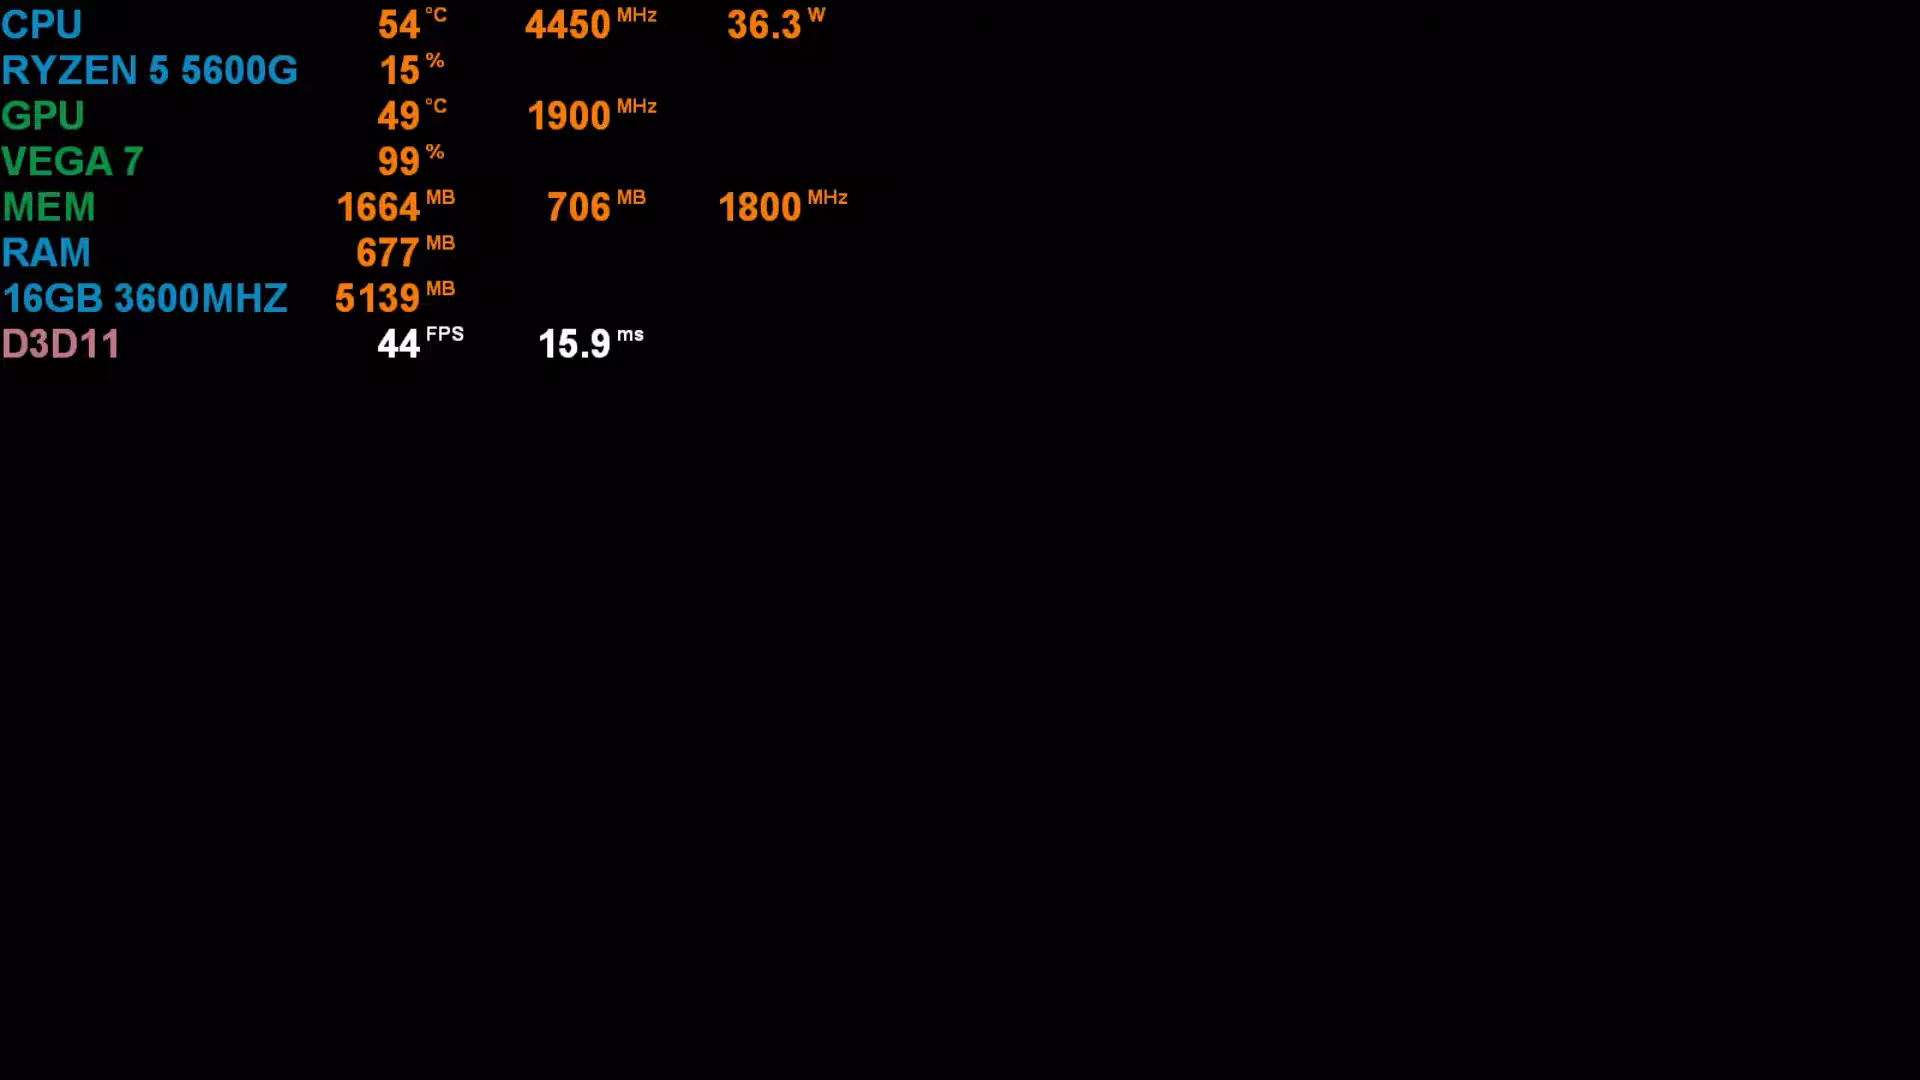 CPU 54 °C 4450 MHz 36.3 W
RYZEN 5 5600G 15 %
GPU 49 °C 1900 MHz
VEGA 7 99 %
MEM 1664 MB 706 MB 1800 MHz
RAM 677 MB
16GB 3600MHZ 5139 MB
D3D11 44 FPS 15.9 ms